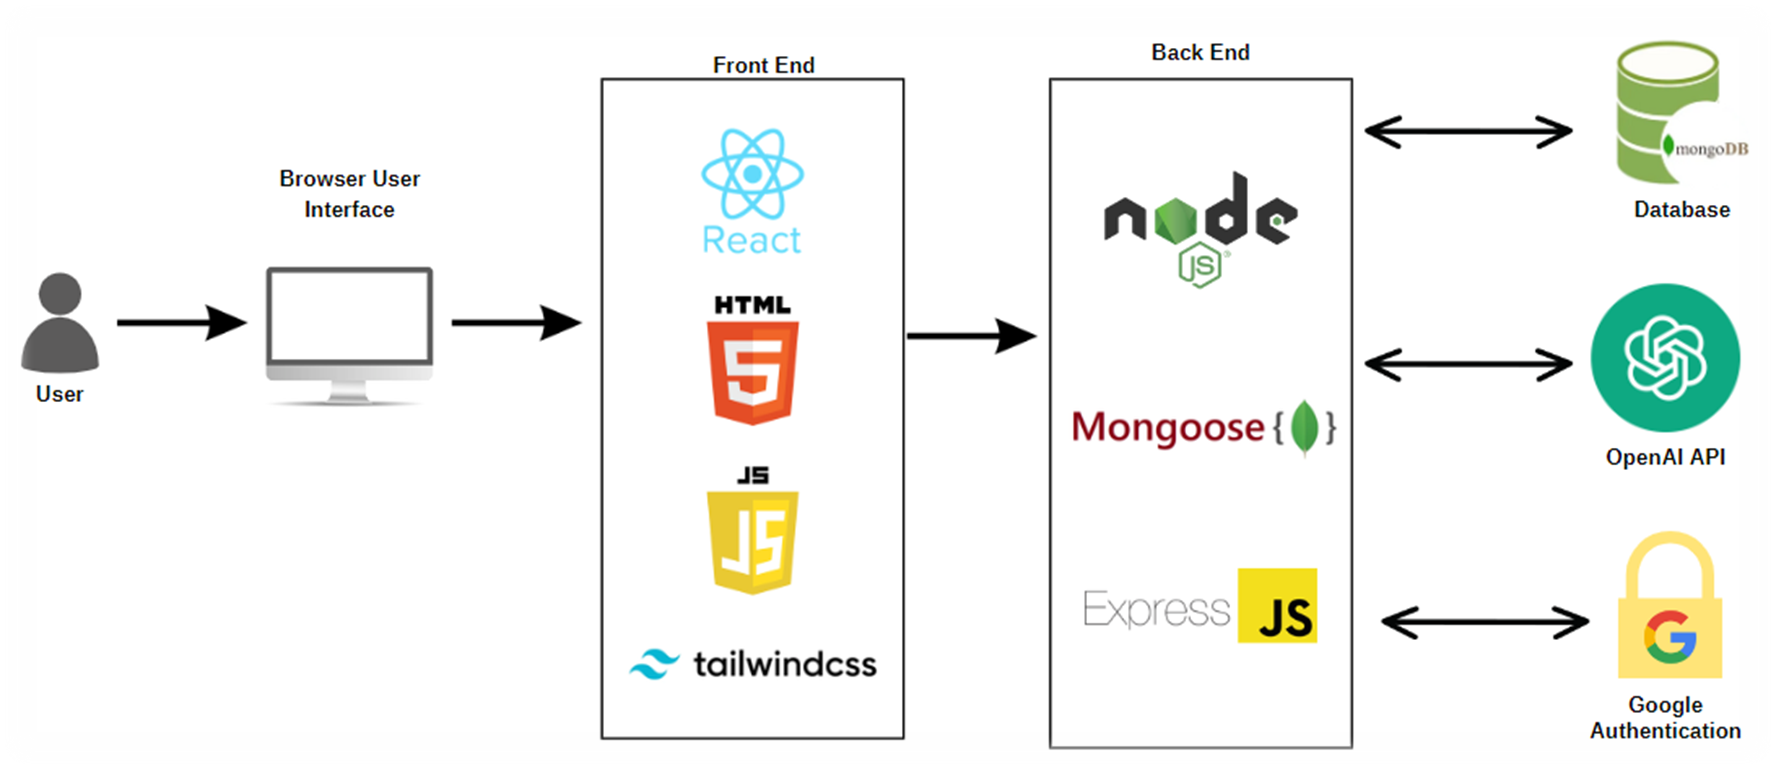 User
Browser User
Interface
Front End
React
HTML
5
JS
JS
tailwindcss
Back End
node
JS
®
Mongoose { }
Express JS
mongoDB
Database
OpenAI API
G
Google
Authentication